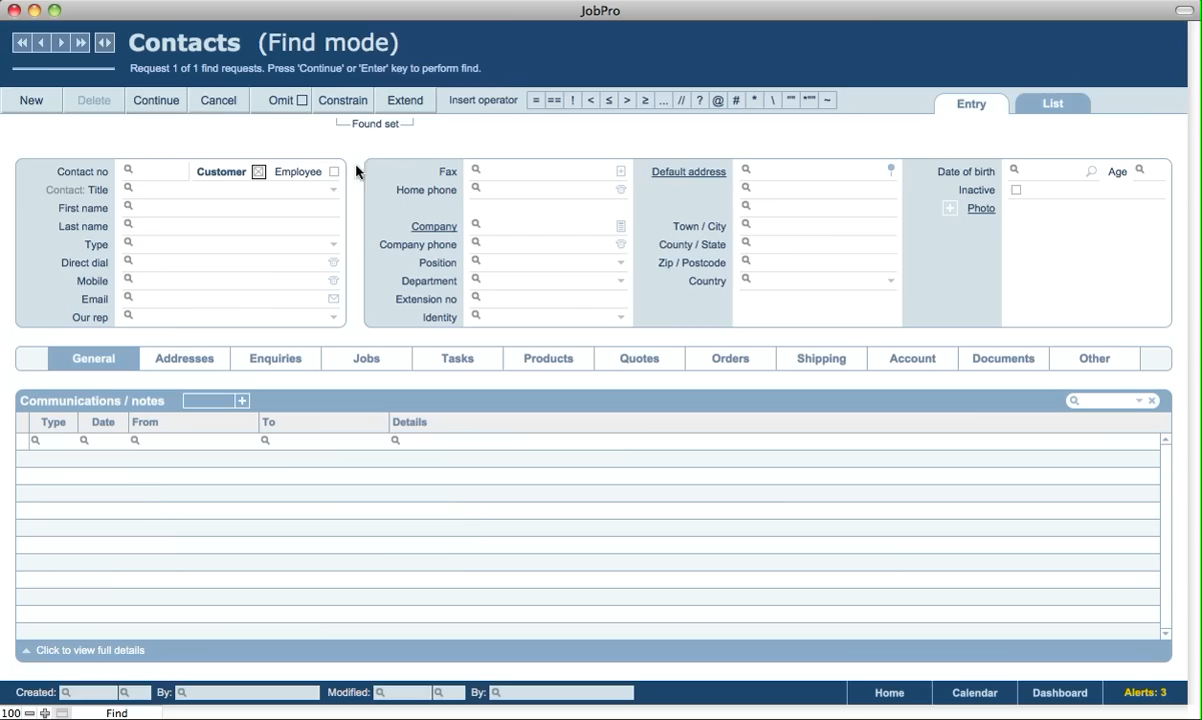 JobPro
Contacts (Find mode)
Request 1 of 1 find requests. Press 'Continue' or 'Enter' key to perform find.
New Delete Continue Cancel Omit Constrain Extend Insert operator = == ! < ≤ > ≥ ... // ? @ # * \ "" *"" ~ Entry List
Found set
Contact no Customer Employee Fax Default address Date of birth Age
Contact: Title Home phone Inactive
First name Photo
Last name Company Town / City
Type Company phone County / State
Direct dial Position Zip / Postcode
Mobile Department Country
Email Extension no
Our rep Identity
General Addresses Enquiries Jobs Tasks Products Quotes Orders Shipping Account Documents Other
Communications / notes
Type Date From To Details
Click to view full details
Created: By: Modified: By: Home Calendar Dashboard Alerts: 3
100 Find